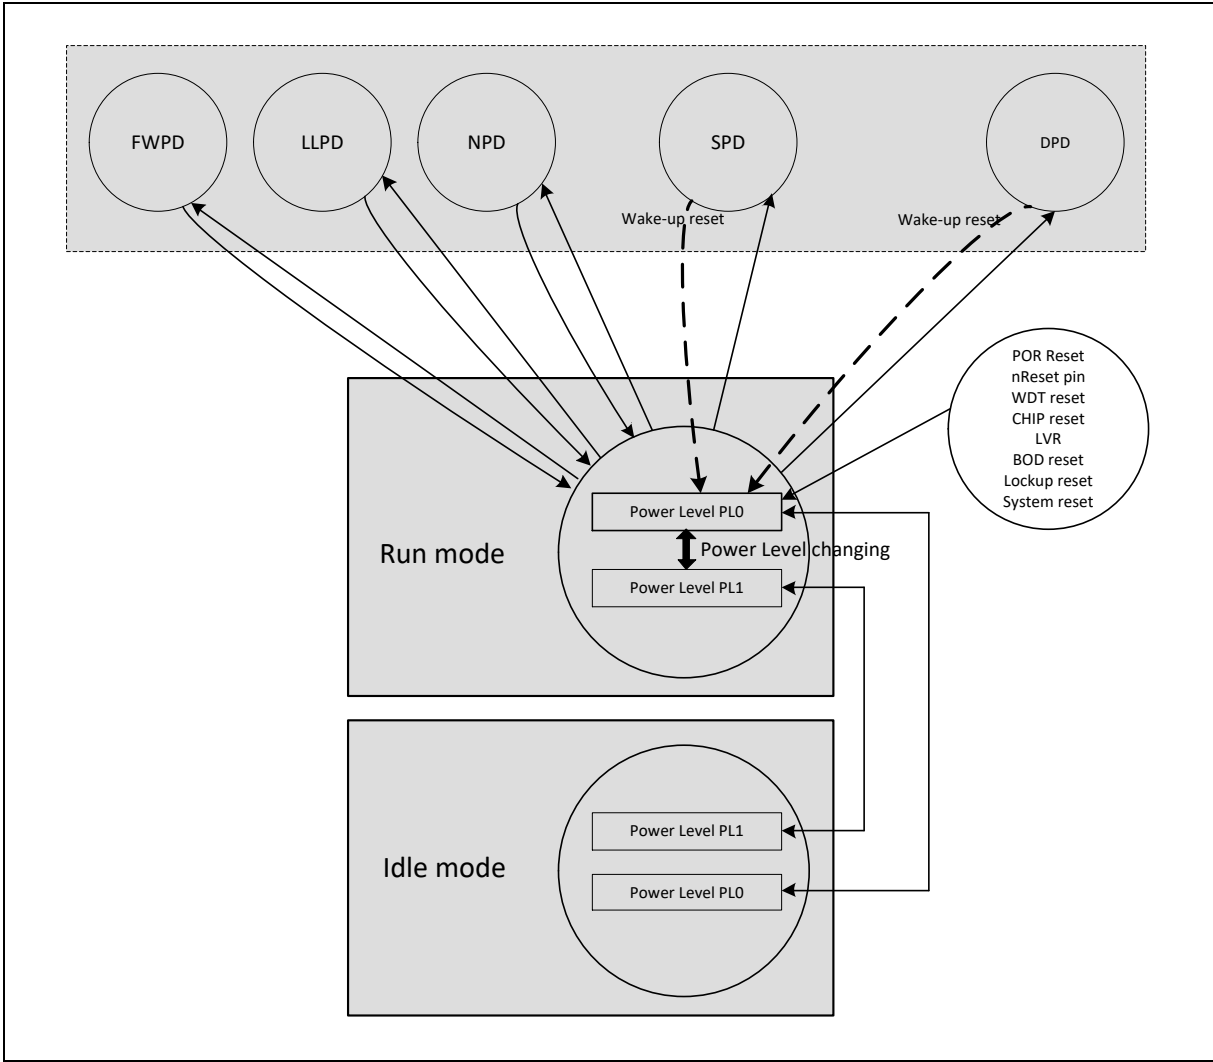 FWPD
LLPD
NPD
SPD
DPD
Wake-up reset
Wake-up reset
POR Reset
nReset pin
WDT reset
CHIP reset
LVR
BOD reset
Lockup reset
System reset
Run mode
Power Level PL0
Power Level changing
Power Level PL1
Idle mode
Power Level PL1
Power Level PL0